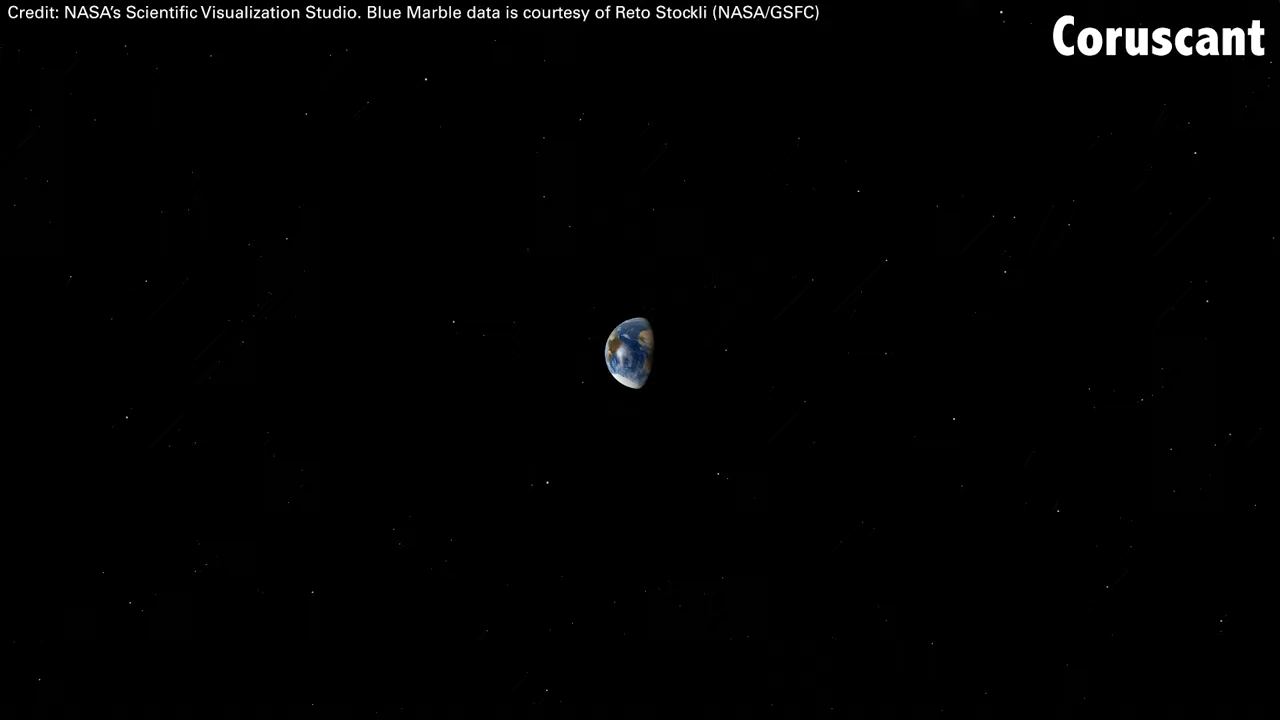 Credit: NASA's Scientific Visualization Studio. Blue Marble data is courtesy of Reto Stockli (NASA/GSFC)
Coruscant